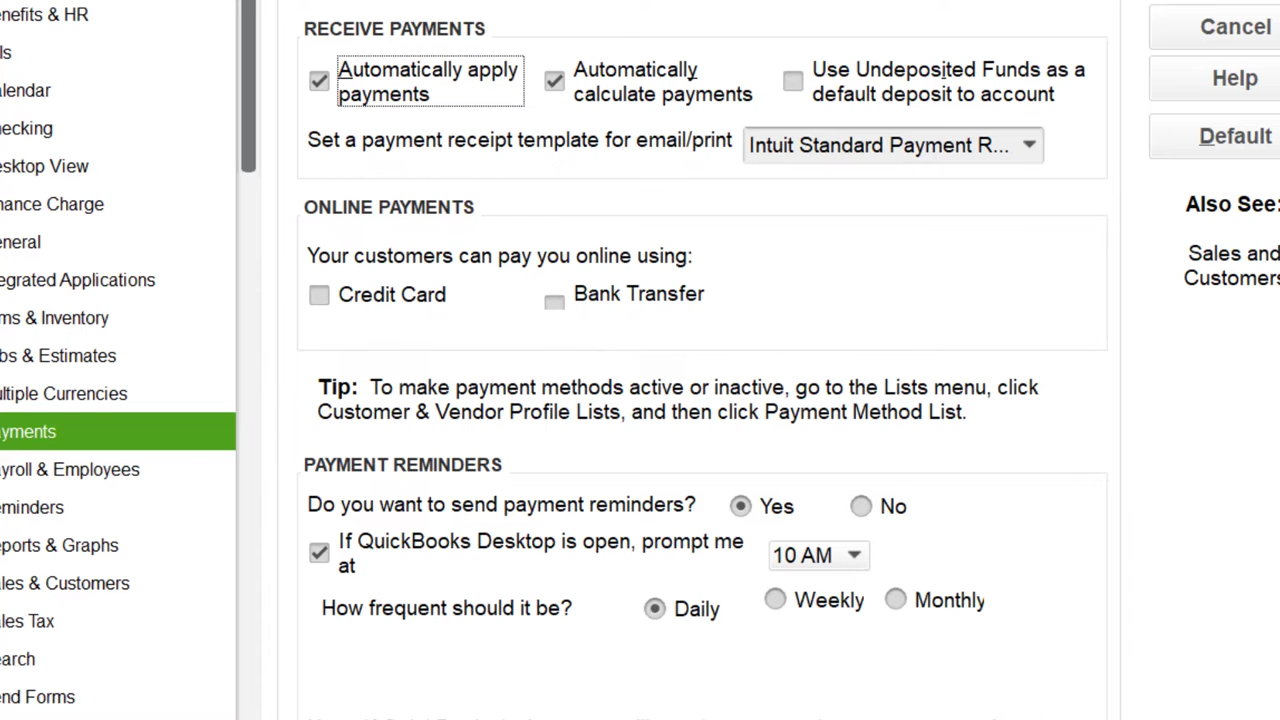 enefits & HR
ls
alendar
hecking
esktop View
nance Charge
eneral
egrated Applications
ms & Inventory
bs & Estimates
ultiple Currencies
ayments
yroll & Employees
eminders
eports & Graphs
les & Customers
les Tax
earch
end Forms
RECEIVE PAYMENTS
Automatically apply
payments
Automatically
calculate payments
Use Undeposited Funds as a
default deposit to account
Set a payment receipt template for email/print
Intuit Standard Payment R...
ONLINE PAYMENTS
Your customers can pay you online using:
Credit Card
Bank Transfer
Tip: To make payment methods active or inactive, go to the Lists menu, click
Customer & Vendor Profile Lists, and then click Payment Method List.
PAYMENT REMINDERS
Do you want to send payment reminders? Yes No
If QuickBooks Desktop is open, prompt me
at
10 AM
How frequent should it be? Daily Weekly Monthly
Cancel
Help
Default
Also See:
Sales and
Customers